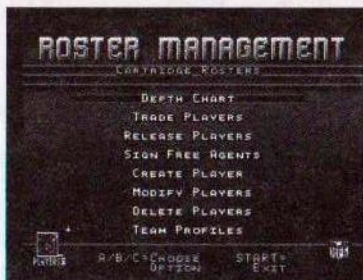 ROSTER MANAGEMENT
CARTRIDGE ROSTERS
DEPTH CHART
TRADE PLAYERS
RELEASE PLAYERS
SIGN FREE AGENTS
CREATE PLAYER
MODIFY PLAYERS
DELETE PLAYERS
TEAM PROFILES
PLAYERS
A/B/C=CHOOSE OPTION
START=EXIT